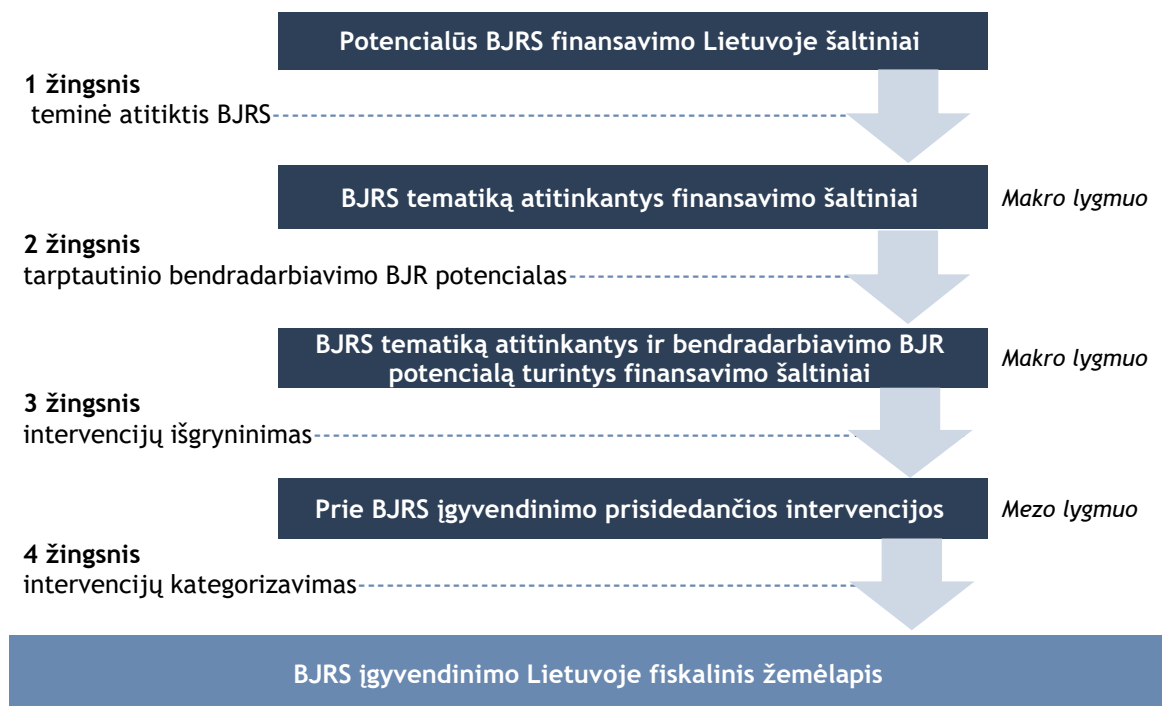 Potencialūs BJRS finansavimo Lietuvoje šaltiniai
1 žingsnis
teminė atitiktis BJRS
BJRS tematiką atitinkantys finansavimo šaltiniai
Makro lygmuo
2 žingsnis
tarptautinio bendradarbiavimo BJR potencialas
BJRS tematiką atitinkantys ir bendradarbiavimo BJR
potencialą turintys finansavimo šaltiniai
Makro lygmuo
3 žingsnis
intervencijų išgryninimas
Prie BJRS įgyvendinimo prisidedančios intervencijos
Mezo lygmuo
4 žingsnis
intervencijų kategorizavimas
BJRS įgyvendinimo Lietuvoje fiskalinis žemėlapis